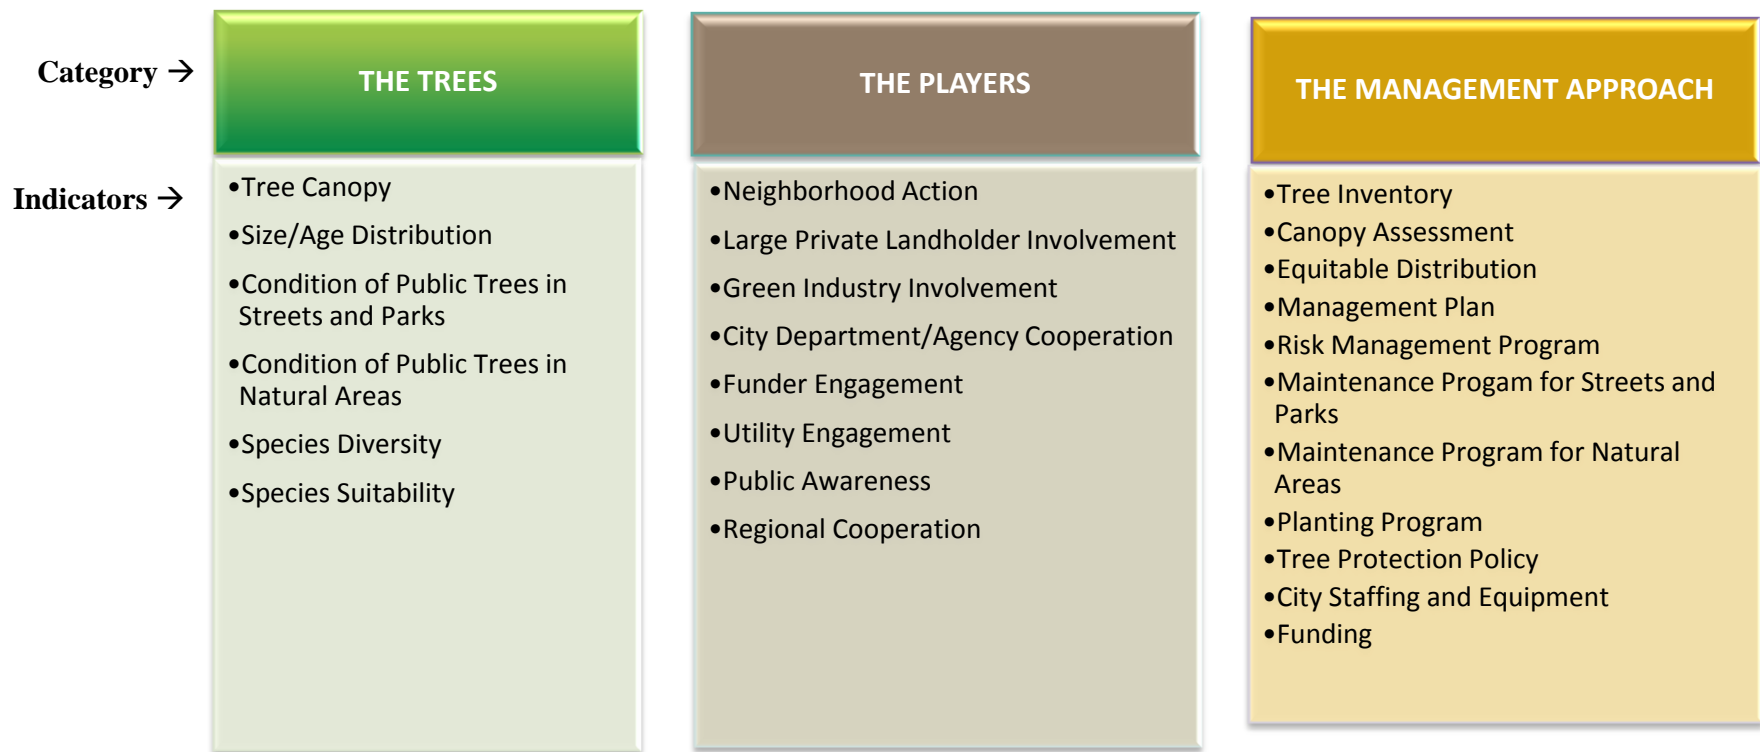 Category →
THE TREES
THE PLAYERS
THE MANAGEMENT APPROACH
Indicators →
•Tree Canopy
•Size/Age Distribution
•Condition of Public Trees in
Streets and Parks
•Condition of Public Trees in
Natural Areas
•Species Diversity
•Species Suitability
•Neighborhood Action
•Large Private Landholder Involvement
•Green Industry Involvement
•City Department/Agency Cooperation
•Funder Engagement
•Utility Engagement
•Public Awareness
•Regional Cooperation
•Tree Inventory
•Canopy Assessment
•Equitable Distribution
•Management Plan
•Risk Management Program
•Maintenance Progam for Streets and
Parks
•Maintenance Program for Natural
Areas
•Planting Program
•Tree Protection Policy
•City Staffing and Equipment
•Funding